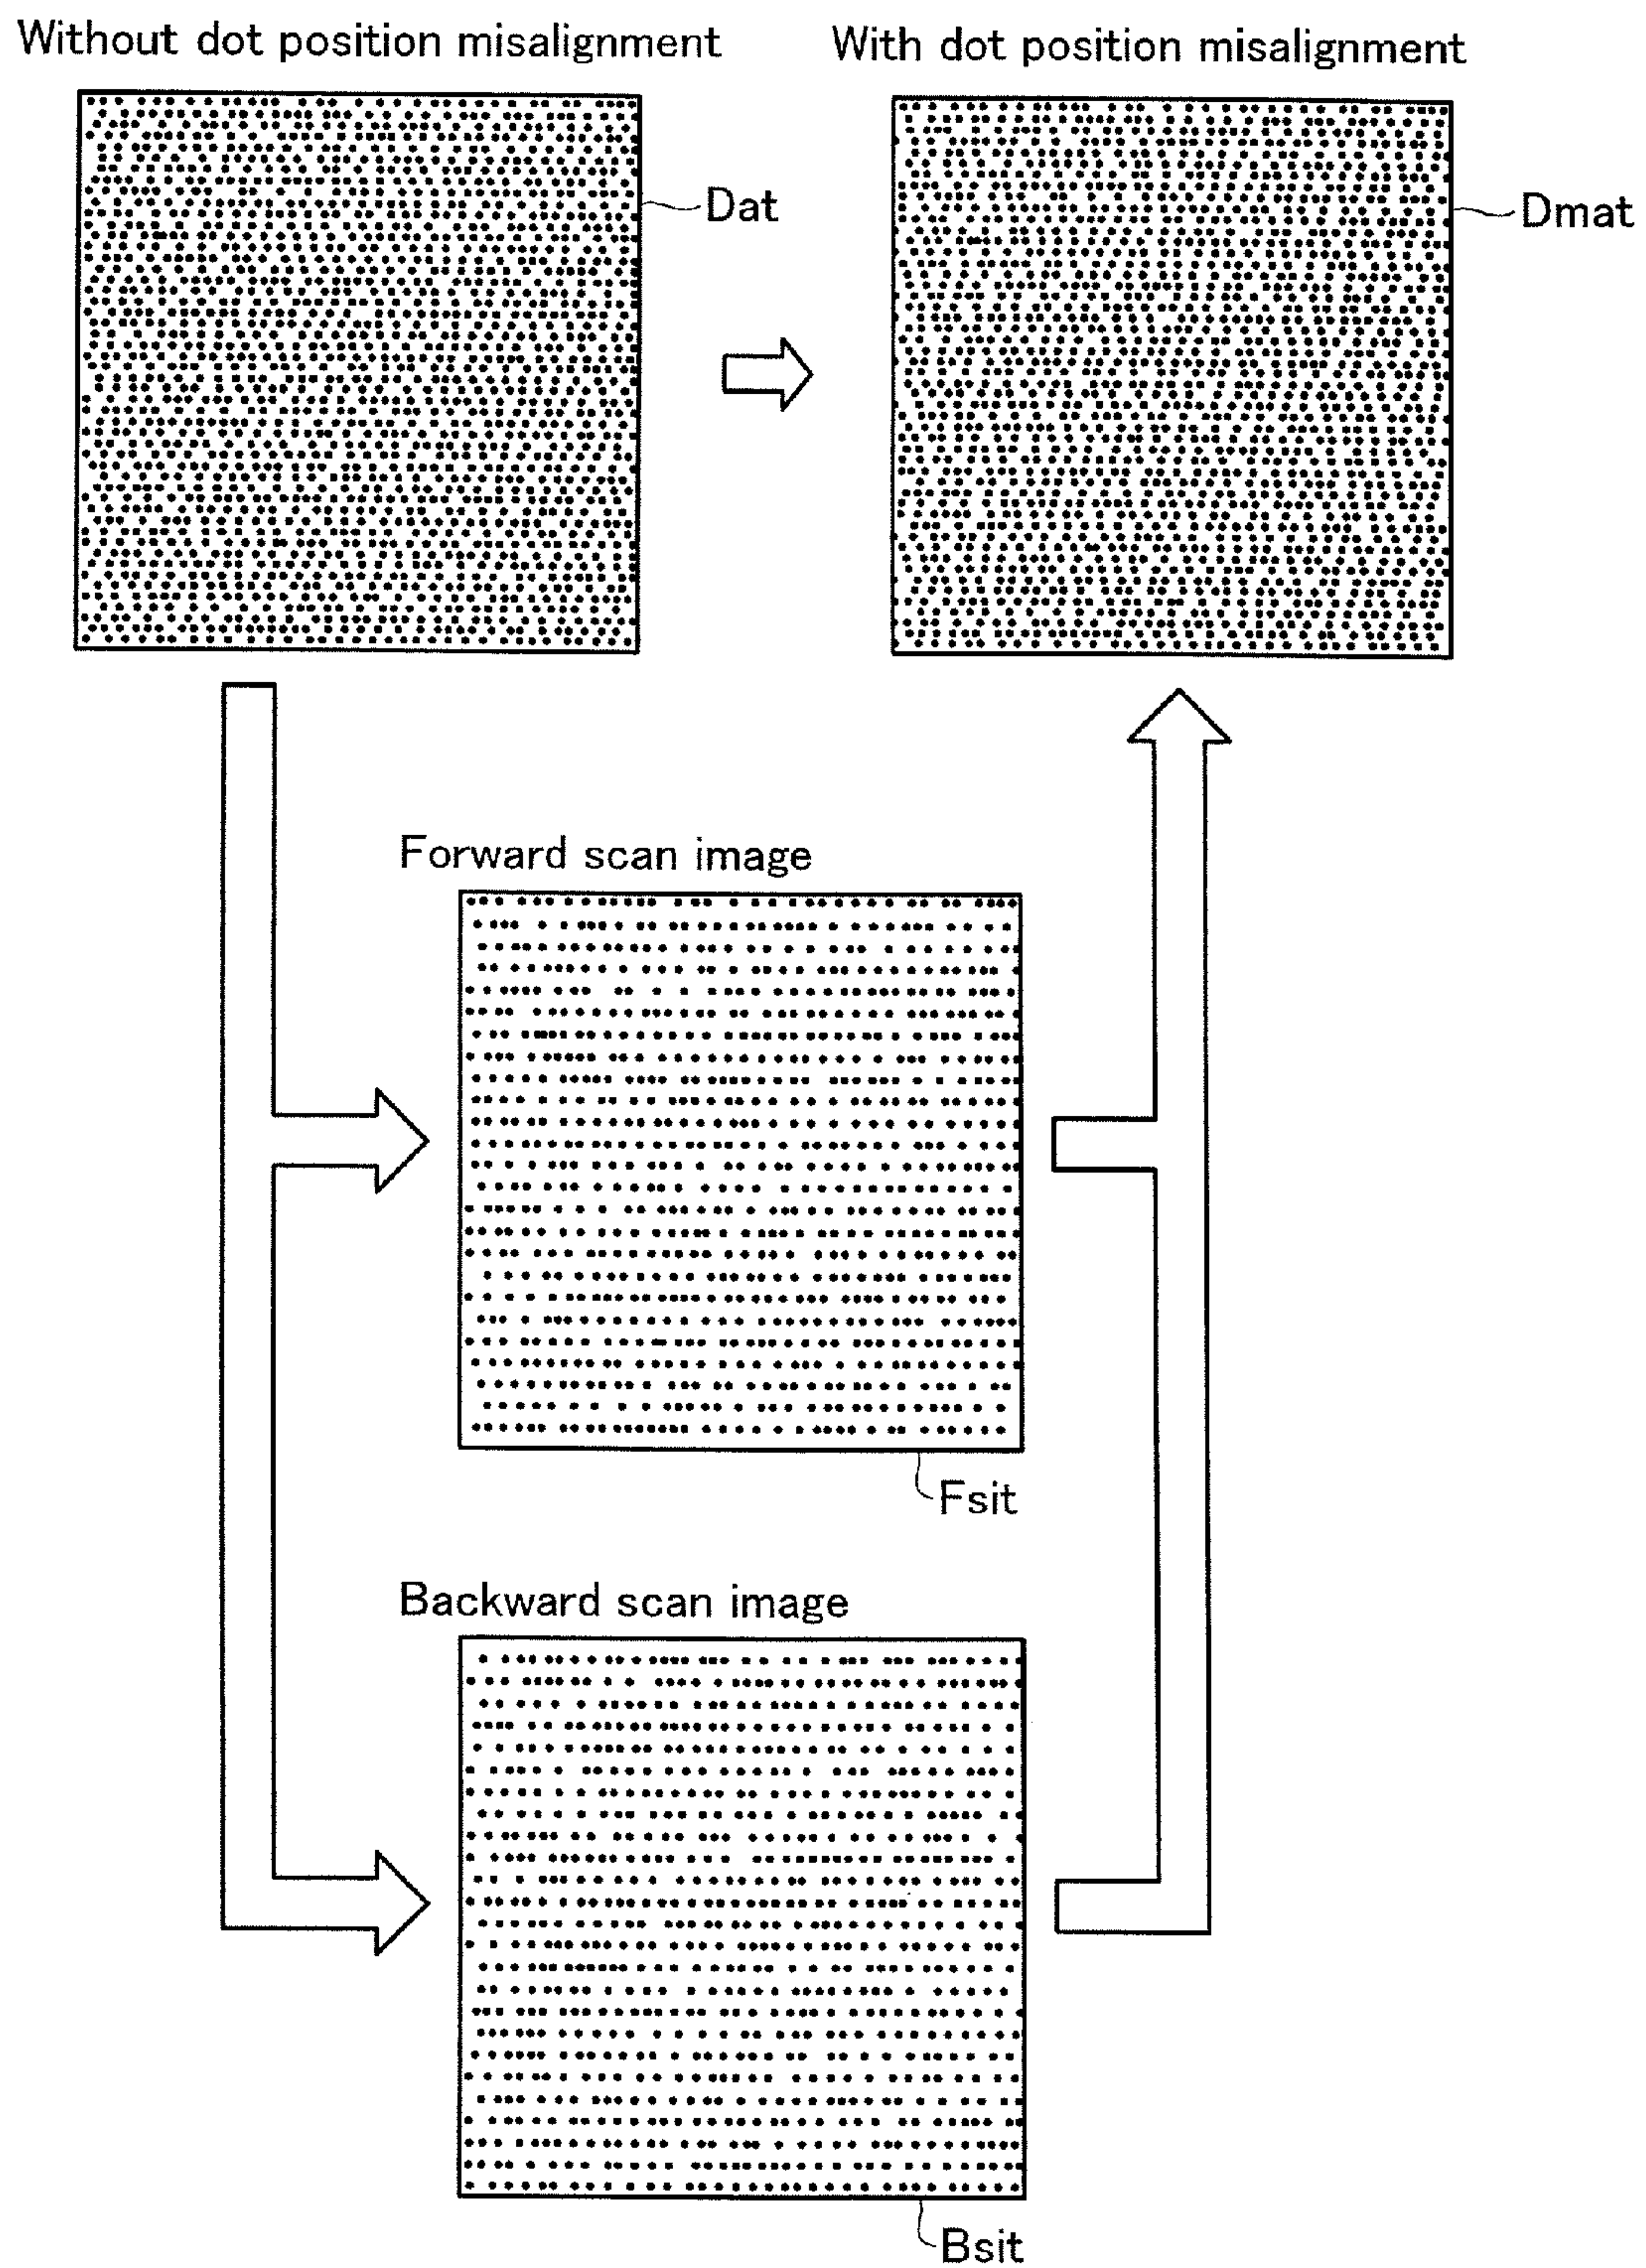 Without dot position misalignment
With dot position misalignment
Dat
Dmat
Forward scan image
Fsit
Backward scan image
Bsit